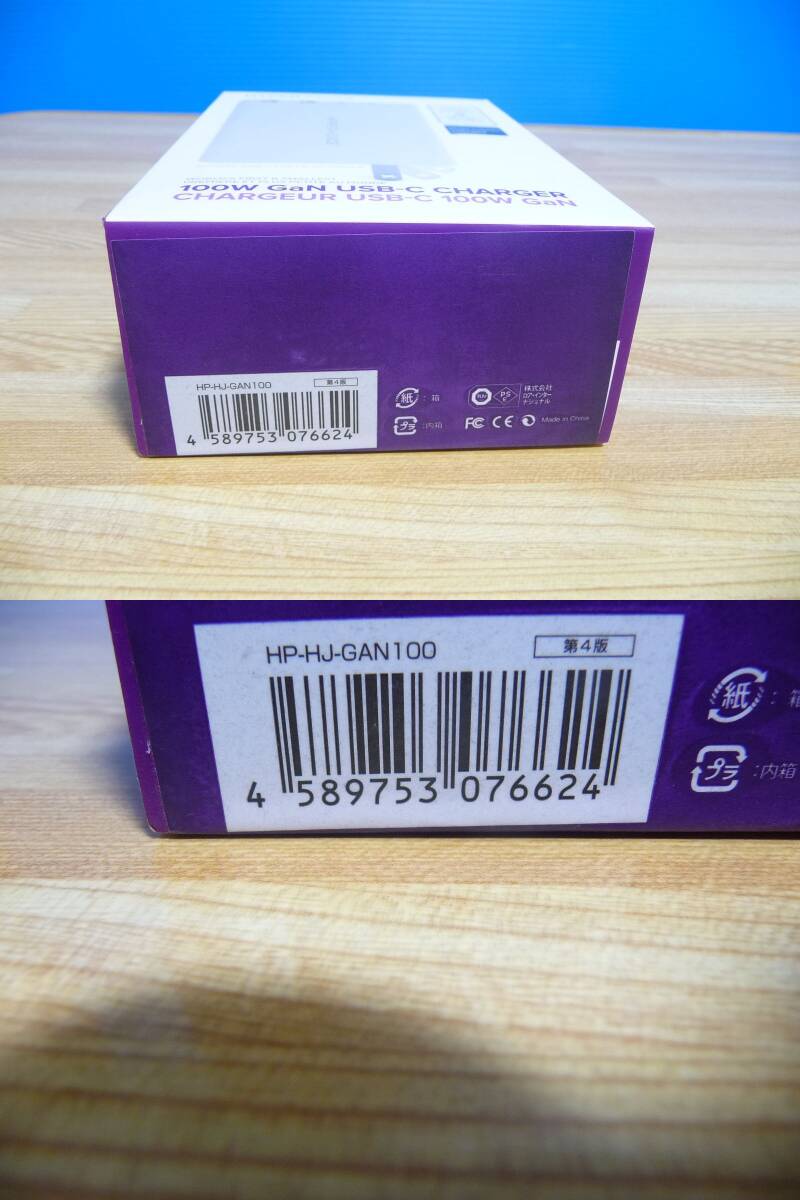 100W GaN USB-C CHARGER
CHARGEUR USB-C 100W GaN
HP-HJ-GAN100 第4版
4 589753 076624
紙 : 箱
プラ :内箱
TUV PS E
株式会社
ロア・インター
ナショナル
FC CE Made in China
HP-HJ-GAN100 第4版
4 589753 076624
紙 : 箱
プラ :内箱